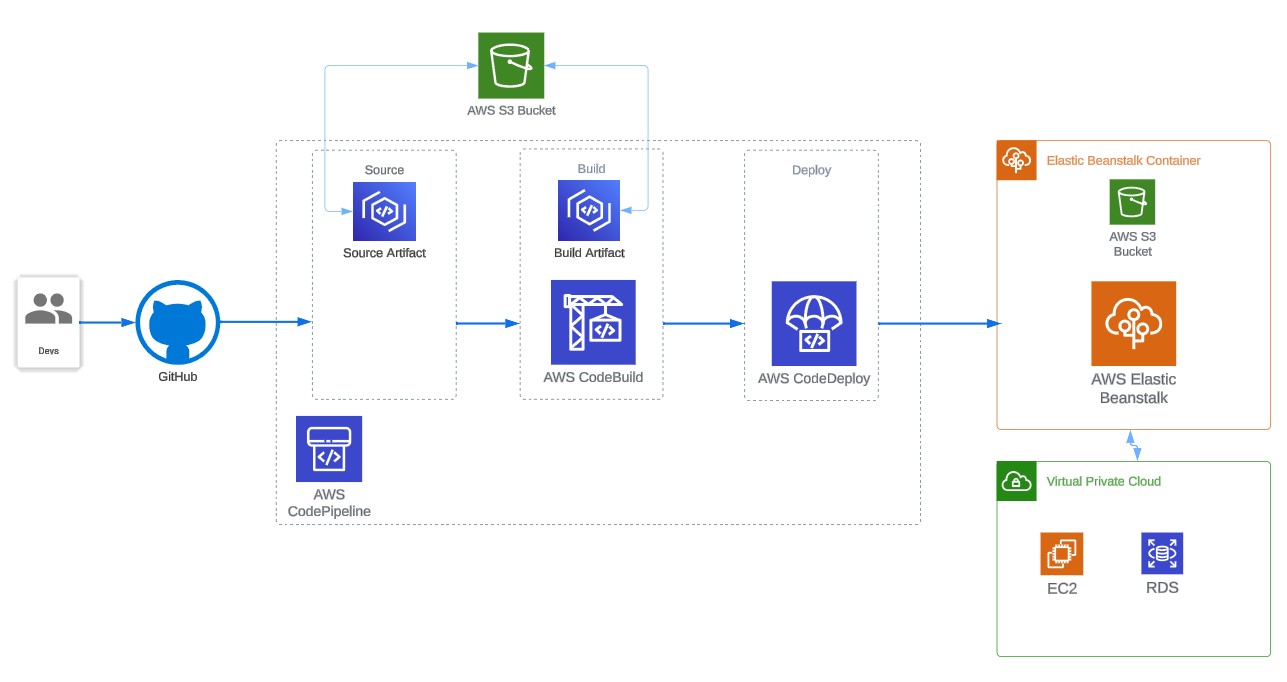 AWS S3 Bucket
Source
Build
Deploy
Elastic Beanstalk Container
Source Artifact
Build Artifact
AWS S3
Bucket
Devs
GitHub
AWS CodeBuild
AWS CodeDeploy
AWS Elastic
Beanstalk
AWS
CodePipeline
Virtual Private Cloud
EC2
RDS